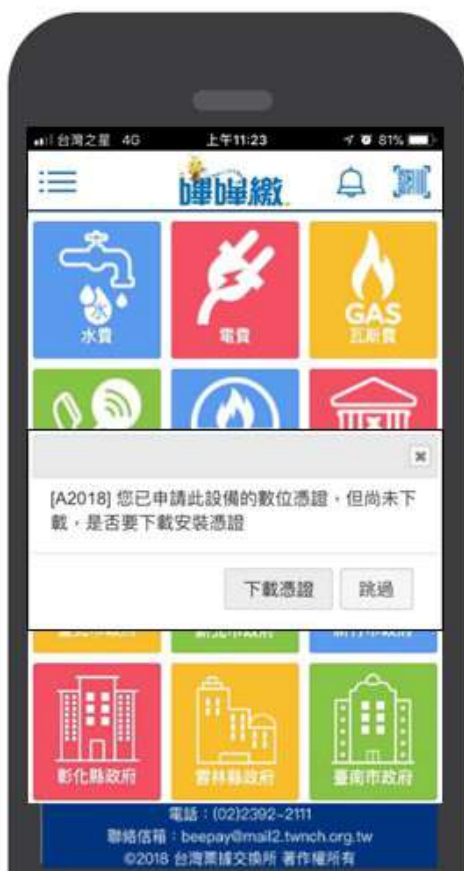 台灣之星 4G 上午11:23 81%
嗶嗶繳
水費 電費 GAS
瓦斯費
[A2018] 您已申請此設備的數位憑證，但尚未下
載，是否要下載安裝憑證
下載憑證 跳過
彰化縣政府 雲林縣政府 臺南市政府
電話：(02)2392-2111
聯絡信箱：beepay@mail2.twnch.org.tw
©2018 台灣票據交換所 著作權所有